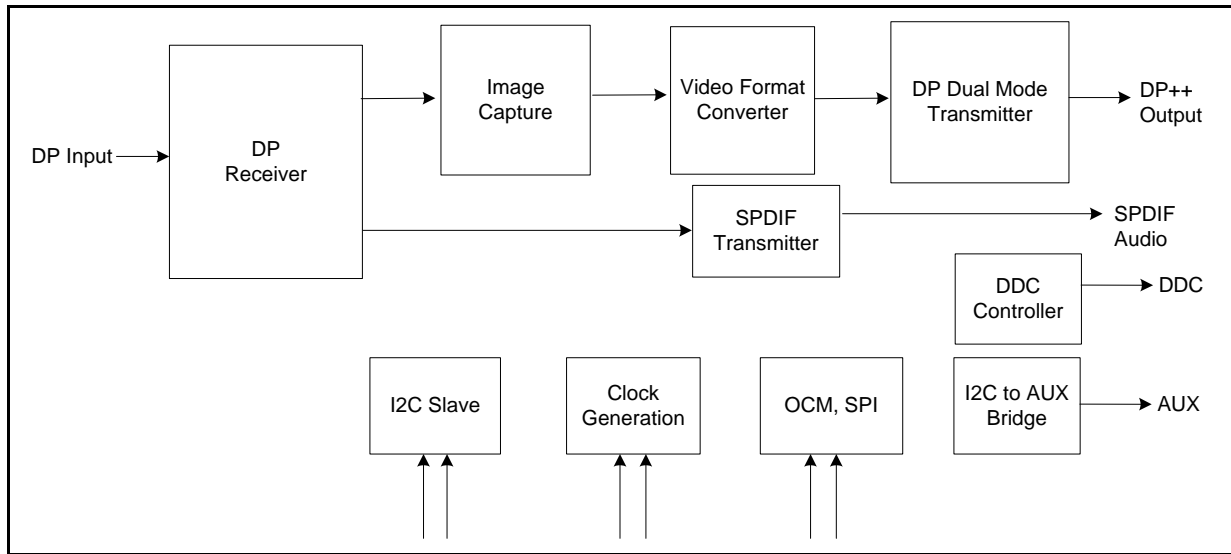 DP Input
DP
Receiver
Image
Capture
Video Format
Converter
DP Dual Mode
Transmitter
DP++
Output
SPDIF
Transmitter
SPDIF
Audio
DDC
Controller
DDC
I2C Slave
Clock
Generation
OCM, SPI
I2C to AUX
Bridge
AUX